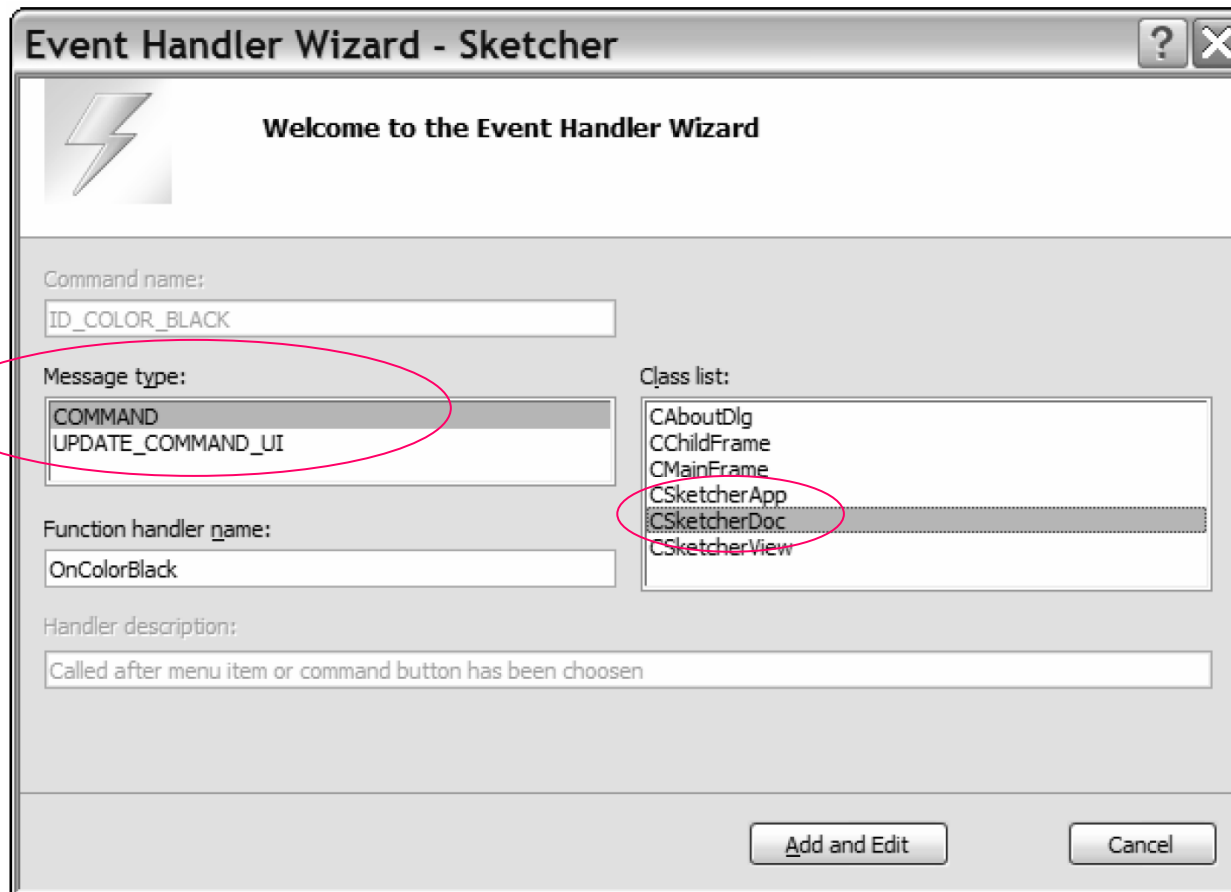 Event Handler Wizard - Sketcher
Welcome to the Event Handler Wizard
Command name:
ID_COLOR_BLACK
Message type:
COMMAND
UPDATE_COMMAND_UI
Class list:
CAboutDlg
CChildFrame
CMainFrame
CSketcherApp
CSketcherDoc
CSketcherView
Function handler name:
OnColorBlack
Handler description:
Called after menu item or command button has been choosen
Add and Edit
Cancel